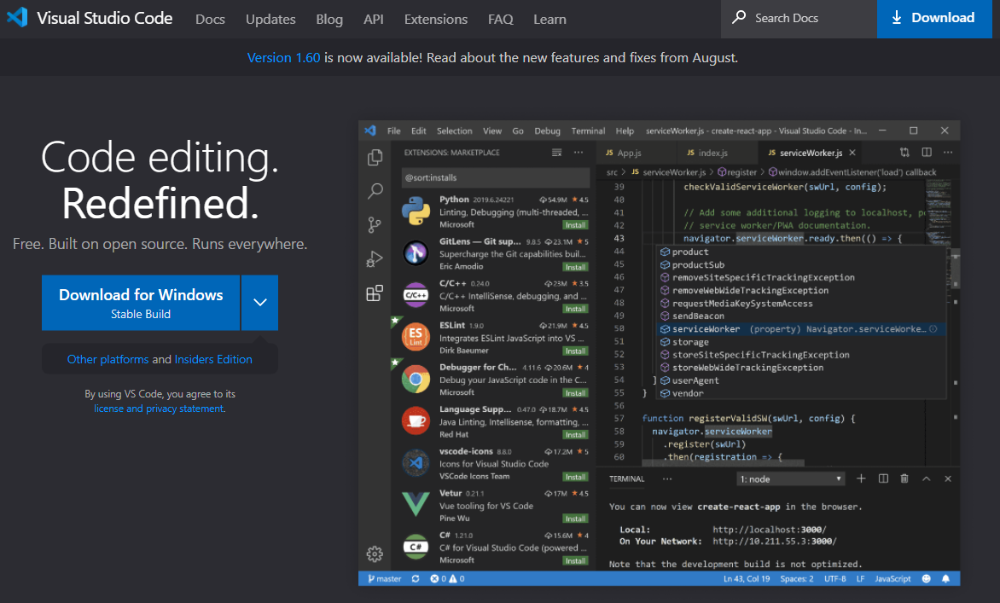 Visual Studio Code Docs Updates Blog API Extensions FAQ Learn Search Docs Download
Version 1.60 is now available! Read about the new features and fixes from August.
Code editing.
Redefined.
Free. Built on open source. Runs everywhere.
Download for Windows
Stable Build
Other platforms and Insiders Edition
By using VS Code, you agree to its
license and privacy statement.
File Edit Selection View Go Debug Terminal Help serviceWorker.js - create-react-app - Visual Studio Code - In...
EXTENSIONS: MARKETPLACE
@sort:installs
Python 2019.6.24221 54.9M ★ 4.5
Linting, Debugging (multi-threaded, ...
Microsoft Install
GitLens — Git sup... 9.8.5 23.1M ★ 5
Supercharge the Git capabilities buil...
Eric Amodio Install
C/C++
C/C++ 0.24.0 23M ★ 3.5
C/C++ IntelliSense, debugging, and ...
Microsoft Install
ES
Lint
ESLint 1.9.0 21.9M ★ 4.5
Integrates ESLint JavaScript into VS ...
Dirk Baeumer Install
Debugger for Ch... 4.11.6 20.6M ★ 4
Debug your JavaScript code in the C...
Microsoft Install
Language Supp... 0.47.0 18.7M ★ 4.5
Java Linting, Intellisense, formatting, ...
Red Hat Install
vscode-icons 8.8.0 17.2M ★ 5
Icons for Visual Studio Code
VSCode Icons Team Install
Vetur 0.21.1 17M ★ 4.5
Vue tooling for VS Code
Pine Wu Install
C#
C# 1.21.0 15.6M ★ 4
C# for Visual Studio Code (powered ...
Microsoft Install
JS App.js JS index.js JS serviceWorker.js
src > JS serviceWorker.js > register > window.addEventListener('load') callback
39 checkValidServiceWorker(swUrl, config);
40
41 // Add some additional logging to localhost, po
42 // service worker/PWA documentation.
43 navigator.serviceWorker.ready.then(() => {
44 product
45 productSub
46 removeSiteSpecificTrackingException
47 removeWebWideTrackingException
48 requestMediaKeySystemAccess
49 sendBeacon
50 serviceWorker (property) Navigator.serviceWorke...
51 storage
52 storeSiteSpecificTrackingException
53 storeWebWideTrackingException
54 } userAgent
55 } vendor
56
57 function registerValidSW(swUrl, config) {
58 navigator.serviceWorker
59 .register(swUrl)
60 .then(registration => {
TERMINAL ... 1: node
You can now view create-react-app in the browser.
Local: http://localhost:3000/
On Your Network: http://10.211.55.3:3000/
Note that the development build is not optimized.
master 0 0 Ln 43, Col 19 Spaces: 2 UTF-8 LF JavaScript